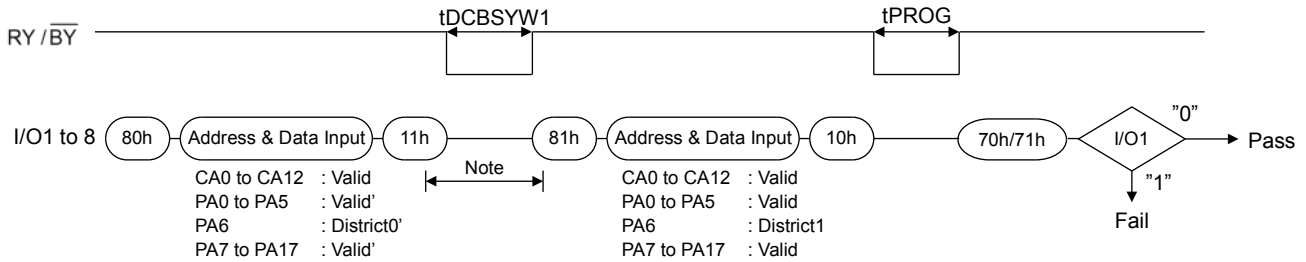 tDCBSYW1
tPROG
RY / BY
I/O1 to 8
80h
Address & Data Input
11h
81h
Address & Data Input
10h
70h/71h
I/O1
"0"
Pass
"1"
Fail
Note
CA0 to CA12 : Valid
PA0 to PA5 : Valid'
PA6 : District0'
PA7 to PA17 : Valid'
CA0 to CA12 : Valid
PA0 to PA5 : Valid
PA6 : District1
PA7 to PA17 : Valid